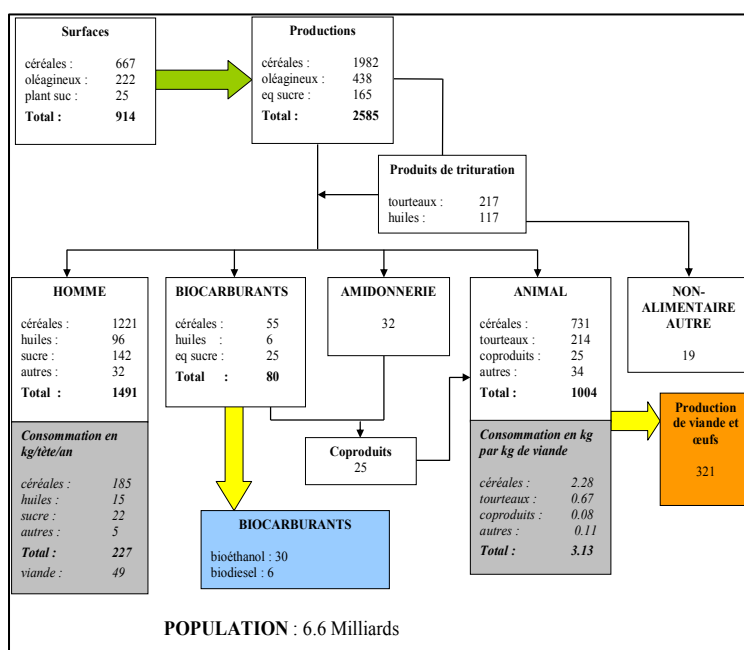 Surfaces
céréales : 667
oléagineux : 222
plant suc : 25
Total : 914
Productions
céréales : 1982
oléagineux : 438
eq sucre : 165
Total : 2585
Produits de trituration
tourteaux : 217
huiles : 117
HOMME
céréales : 1221
huiles : 96
sucre : 142
autres : 32
Total : 1491
Consommation en
kg/tète/an
céréales : 185
huiles : 15
sucre : 22
autres : 5
Total : 227
viande : 49
BIOCARBURANTS
céréales : 55
huiles : 6
eq sucre : 25
Total : 80
AMIDONNERIE
32
Coproduits
25
BIOCARBURANTS
bioéthanol : 30
biodiesel : 6
ANIMAL
céréales : 731
tourteaux : 214
coproduits : 25
autres : 34
Total : 1004
Consommation en kg
par kg de viande
céréales : 2.28
tourteaux : 0.67
coproduits : 0.08
autres : 0.11
Total : 3.13
NON-
ALIMENTAIRE
AUTRE
19
Production
de viande et
œufs
321
POPULATION : 6.6 Milliards